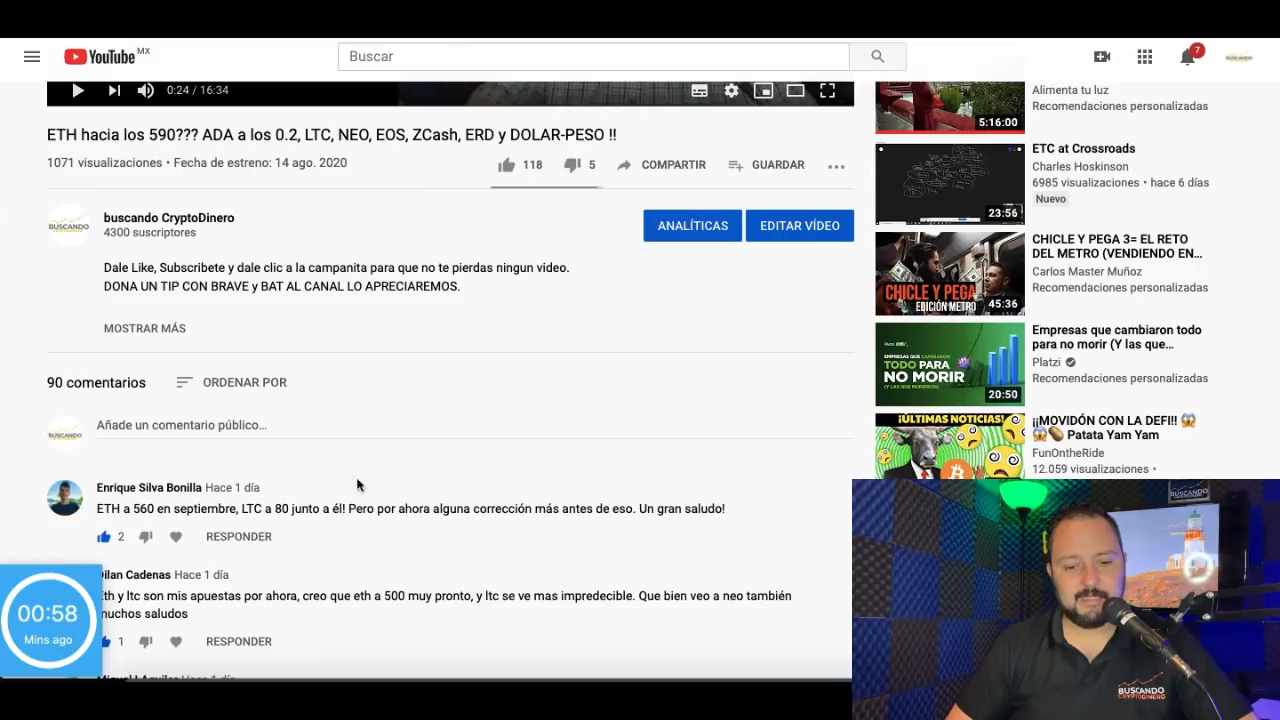 YouTube MX
Buscar
7
0:24 / 16:34
ETH hacia los 590??? ADA a los 0.2, LTC, NEO, EOS, ZCash, ERD y DOLAR-PESO !!
1071 visualizaciones • Fecha de estreno: 14 ago. 2020
118
5
COMPARTIR
GUARDAR
buscando CryptoDinero
4300 suscriptores
ANALÍTICAS
EDITAR VÍDEO
Dale Like, Subscribete y dale clic a la campanita para que no te pierdas ningun video.
DONA UN TIP CON BRAVE y BAT AL CANAL LO APRECIAREMOS.
MOSTRAR MÁS
90 comentarios
ORDENAR POR
BUSCANDO
Añade un comentario público...
Enrique Silva Bonilla Hace 1 día
ETH a 560 en septiembre, LTC a 80 junto a él! Pero por ahora alguna corrección más antes de eso. Un gran saludo!
2
RESPONDER
Dilan Cadenas Hace 1 día
Eth y ltc son mis apuestas por ahora, creo que eth a 500 muy pronto, y ltc se ve mas impredecible. Que bien veo a neo también
muchos saludos
1
RESPONDER
00:58
Mins ago
Alimenta tu luz
Recomendaciones personalizadas
5:16:00
ETC at Crossroads
Charles Hoskinson
6985 visualizaciones • hace 6 días
Nuevo
23:56
CHICLE Y PEGA 3= EL RETO
DEL METRO (VENDIENDO EN...
Carlos Master Muñoz
Recomendaciones personalizadas
CHICLE Y PEGA
EDICIÓN METRO
45:36
Empresas que cambiaron todo
para no morir (Y las que...
Platzi
Recomendaciones personalizadas
EMPRESAS QUE CAMBIARON
TODO PARA
NO MORIR
(Y LAS QUE MURIERON)
20:50
¡¡MOVIDÓN CON LA DEFI!!! 😱
😱🥔 Patata Yam Yam
FunOntheRide
12.059 visualizaciones •
¡ÚLTIMAS NOTICIAS!
BUSCANDO
BUSCANDO
CRYPTODINERO